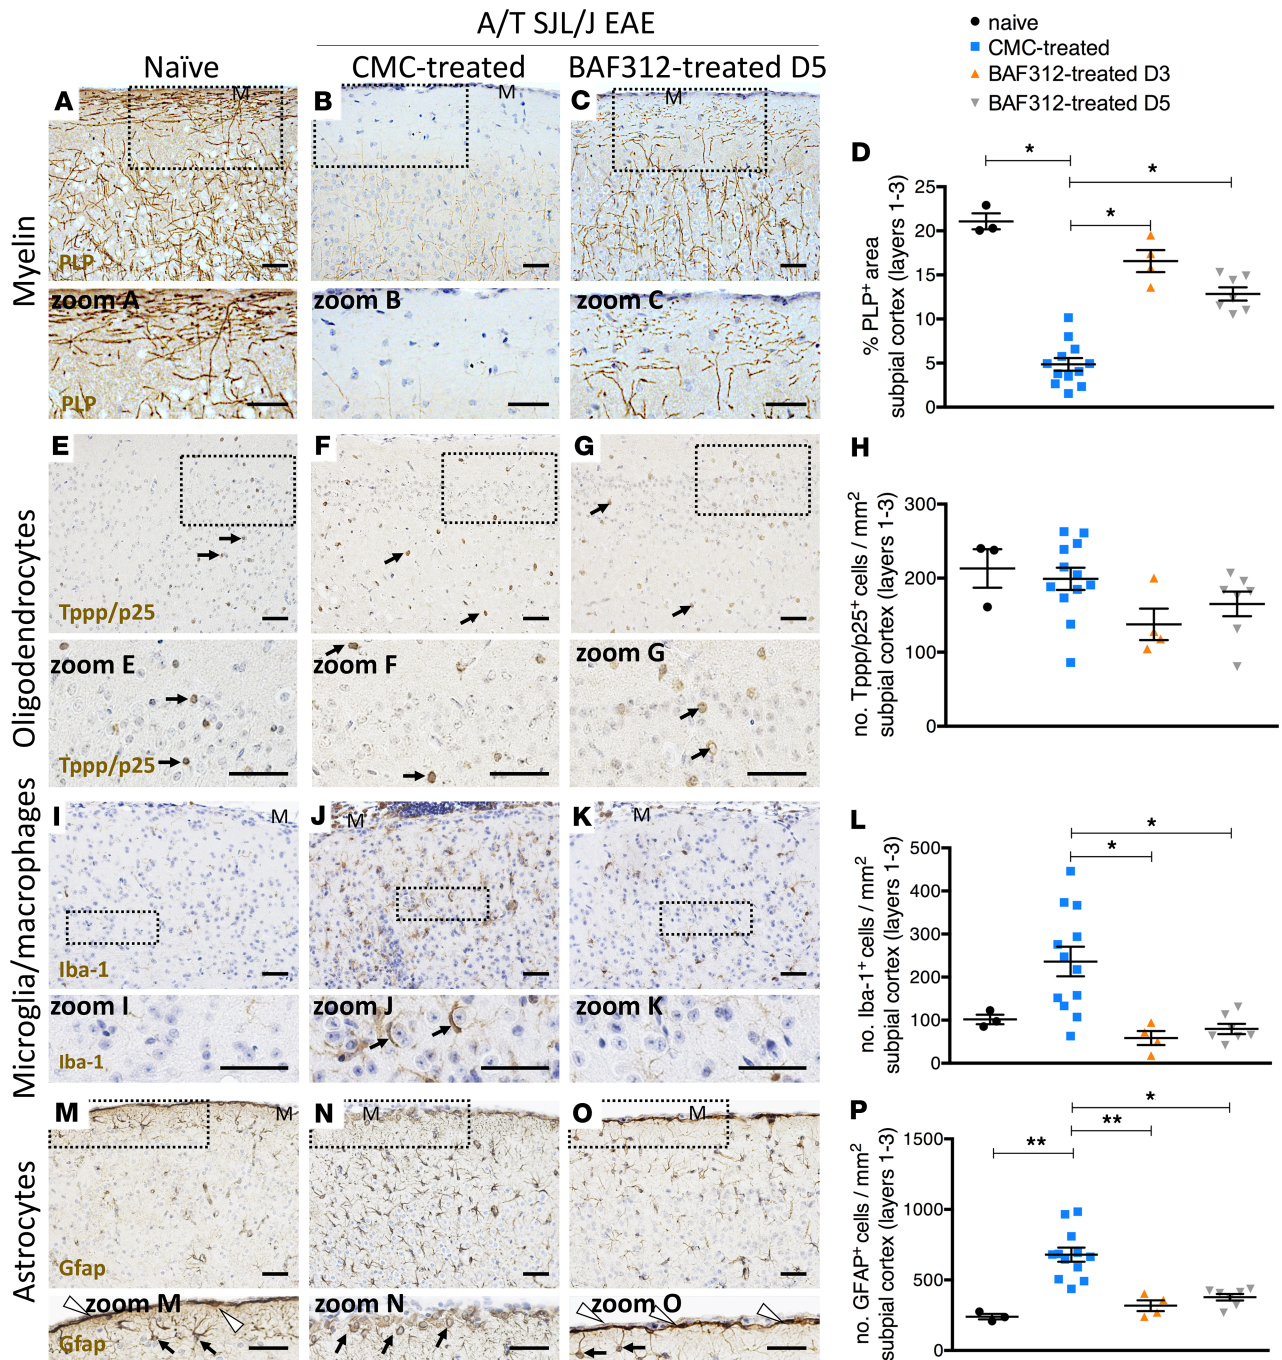 A/T SJL/J EAE
Naïve
CMC-treated
BAF312-treated D5
naive
CMC-treated
BAF312-treated D3
BAF312-treated D5
Myelin
A
M
PLP
B
M
C
M
zoom A
PLP
zoom B
zoom C
D
% PLP+ area
subpial cortex (layers 1-3)
25
20
15
10
5
0
*
*
*
Oligodendrocytes
E
Tppp/p25
F
G
zoom E
Tppp/p25
zoom F
zoom G
H
no. Tppp/p25+ cells / mm2
subpial cortex (layers 1-3)
300
200
100
0
Microglia/macrophages
I
M
Iba-1
J
M
K
M
zoom I
Iba-1
zoom J
zoom K
L
no. Iba-1+ cells / mm2
subpial cortex (layers 1-3)
500
400
300
200
100
0
*
*
Astrocytes
M
M
Gfap
N
M
O
M
zoom M
Gfap
zoom N
zoom O
P
no. GFAP+ cells / mm2
subpial cortex (layers 1-3)
1500
1000
500
0
*
**
**